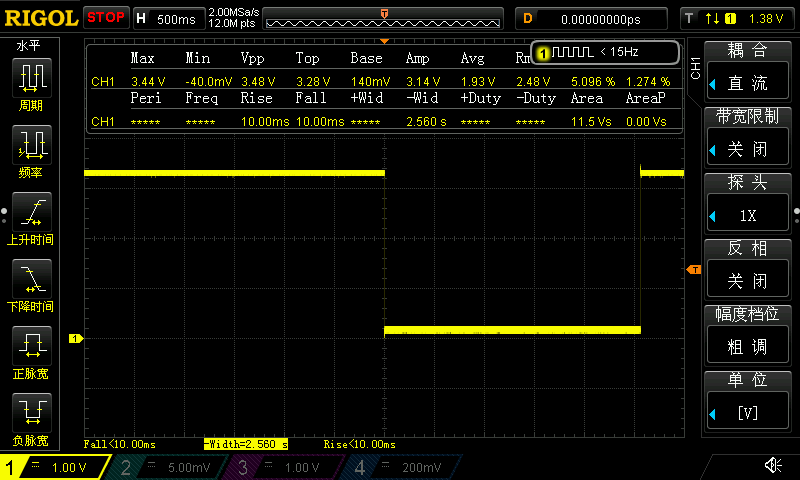 RIGOL STOP H 500ms 2.00MSa/s 12.0M pts D 0.00000000ps T 1 1.38 V
水平
周期
频率
上升时间
下降时间
正脉宽
负脉宽
1 < 15Hz
Max Min Vpp Top Base Amp Avg
CH1 3.44 V -40.0mV 3.48 V 3.28 V 140mV 3.14 V 1.93 V 2.48 V 5.096 % 1.274 %
Peri Freq Rise Fall +Wid -Wid +Duty -Duty Area AreaP
CH1 ***** ***** 10.00ms 10.00ms ***** 2.560 s ***** ***** 11.5 Vs 0.00 Vs
T
T
1
Fall<10.00ms -Width=2.560 s Rise<10.00ms
CH1
耦合
直流
带宽限制
关闭
探头
1X
反相
关闭
幅度档位
粗调
单位
[V]
1 1.00 V 2 5.00mV 3 1.00 V 4 200mV